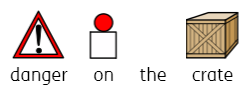 danger on the crate